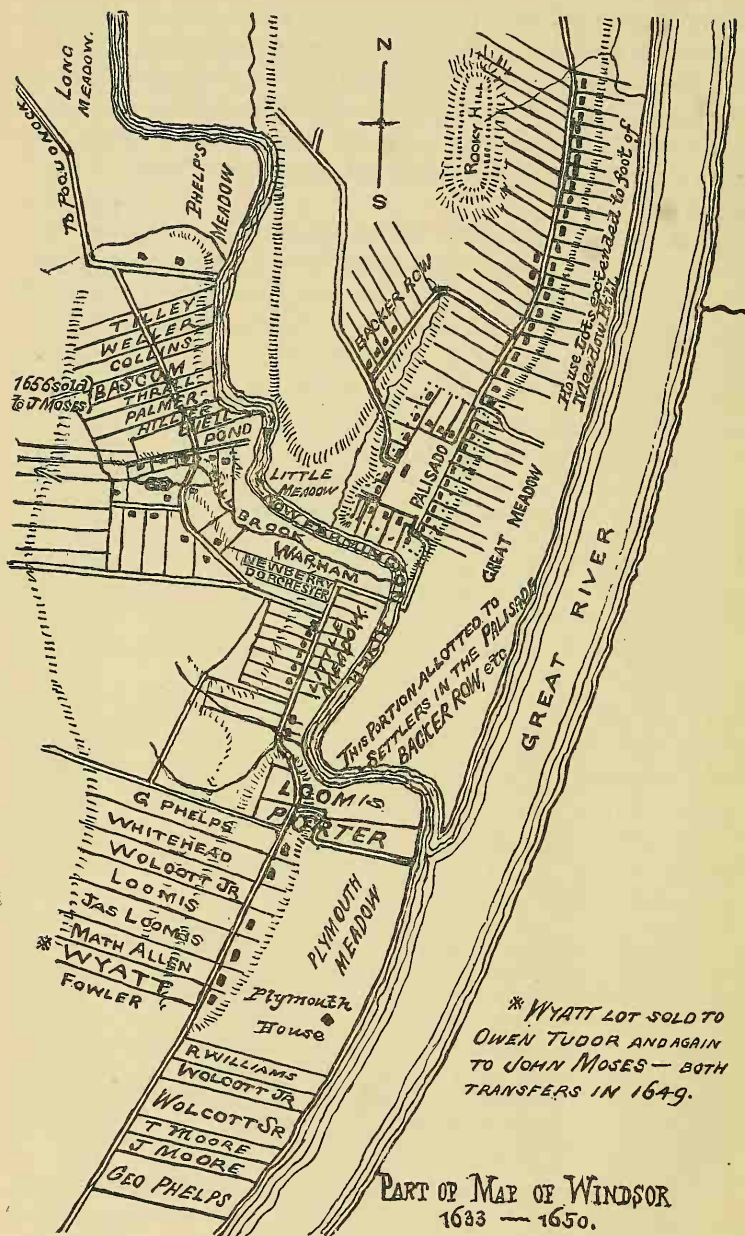 LONG
MEADOW.
TO POQUONOCK
PHELP'S
MEADOW
N
S
ROCKY HILL
House lots extended to foot of
Meadow Hill
BACKER ROW
TILLEY
WELLER
COLLINS
1656 sold
to J MOSES
BASCOM
THRALL
PALMER
HILLIER
POND
PALISADO
LITTLE
MEADOW
GREAT MEADOW
BROOK
WARHAM
NEWBERRY
DORCHESTER
RIVER
LITTLE
MEADOW
THIS PORTION ALLOTTED TO
SETTLERS IN THE PALISADE
BACKER ROW, etc
GREAT RIVER
LOOMIS
PORTER
G PHELPS
WHITEHEAD
WOLCOTT JR
LOOMIS
JAS LOOMIS
MATH ALLEN
* WYATT
FOWLER
PLYMOUTH
MEADOW
Plymouth
House
R WILLIAMS
WOLCOTT JR
WOLCOTT SR
T MOORE
J MOORE
GEO PHELPS
* WYATT LOT SOLD TO
OWEN TUDOR AND AGAIN
TO JOHN MOSES — BOTH
TRANSFERS IN 1649.
PART OF MAP OF WINDSOR
1633 — 1650.